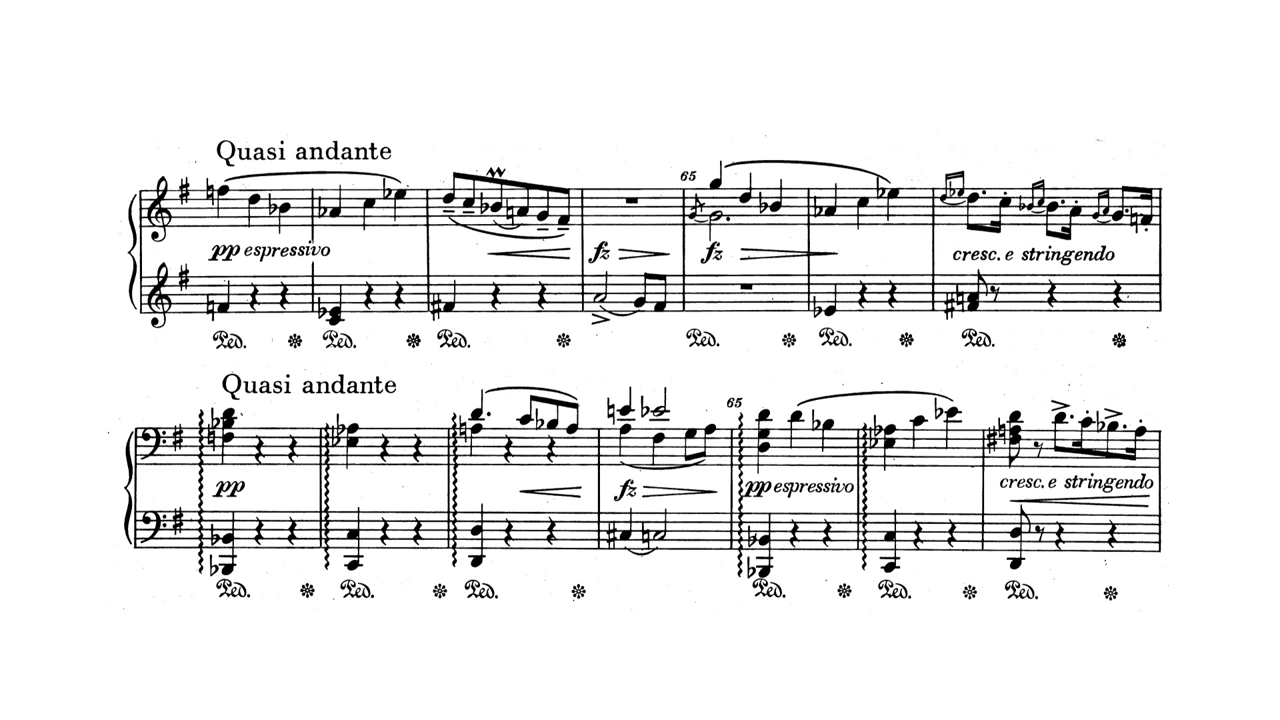 Quasi andante
65
pp espressivo
fz
fz
cresc. e stringendo
Ped. Ped. Ped. Ped. Ped. Ped.
Quasi andante
65
pp
fz
pp espressivo
cresc. e stringendo
Ped. Ped. Ped. Ped. Ped. Ped.